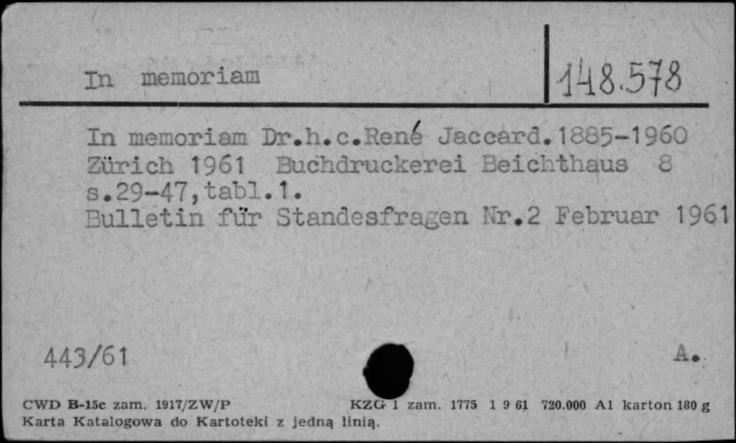 In memoriam
148.578
In memoriam Dr.h.c.René Jaccard.1885-1960
Zürich 1961 Buchdruckerei Beichthaus 8
s.29-47,tabl.1.
Bulletin für Standesfragen Nr.2 Februar 1961
443/61
A.
CWD B-15c zam. 1917/ZW/P KZG 1 zam. 1775 1 9 61 720.000 A1 karton 180 g
Karta Katalogowa do Kartoteki z jedną linią.